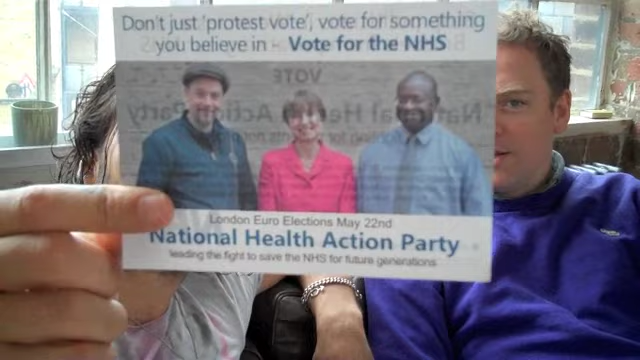 Don't just 'protest vote', vote for something
you believe in - Vote for the NHS
London Euro Elections May 22nd
National Health Action Party
leading the fight to save the NHS for future generations